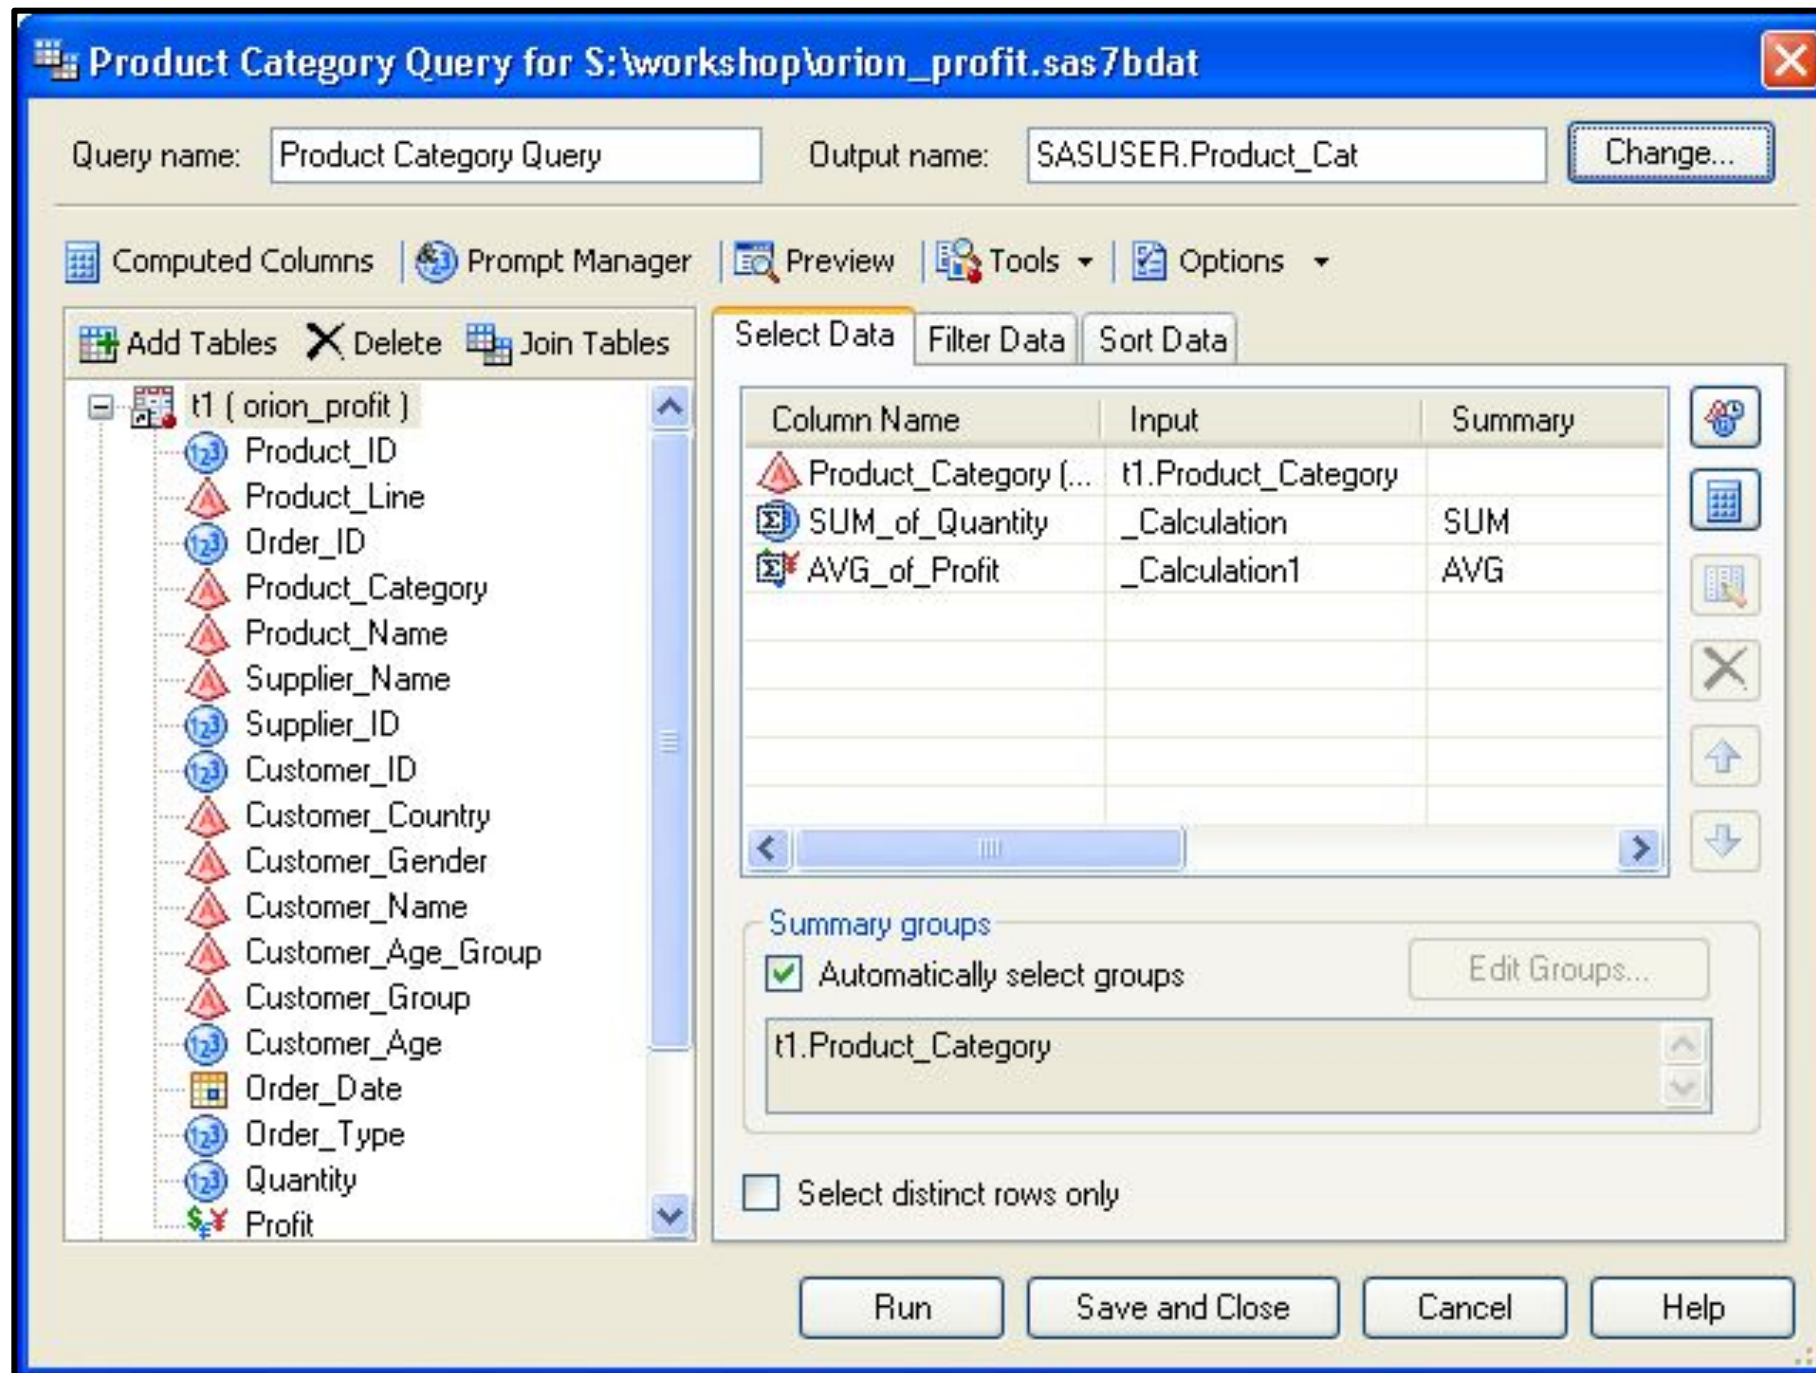 Product Category Query for S:\workshop\orion_profit.sas7bdat
Query name: Product Category Query Output name: SASUSER.Product_Cat Change...
Computed Columns Prompt Manager Preview Tools Options
Add Tables Delete Join Tables
Select Data Filter Data Sort Data
t1 ( orion_profit )
Product_ID
Product_Line
Order_ID
Product_Category
Product_Name
Supplier_Name
Supplier_ID
Customer_ID
Customer_Country
Customer_Gender
Customer_Name
Customer_Age_Group
Customer_Group
Customer_Age
Order_Date
Order_Type
Quantity
Profit
Column Name Input Summary
Product_Category (... t1.Product_Category
SUM_of_Quantity _Calculation SUM
AVG_of_Profit _Calculation1 AVG
Summary groups
Automatically select groups Edit Groups...
t1.Product_Category
Select distinct rows only
Run Save and Close Cancel Help